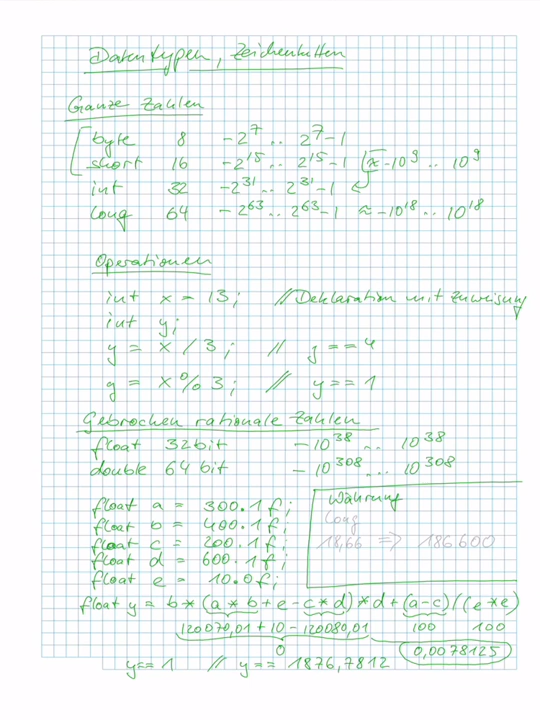 Datentypen, Zeichenketten
Ganze Zahlen
byte 8 -2^7 .. 2^7-1
short 16 -2^15 .. 2^15-1 (≈ -10^9 .. 10^9
int 32 -2^31 .. 2^31-1
long 64 -2^63 .. 2^63-1 ≈ -10^18 .. 10^18
Operationen
int x = 13; // Deklaration mit Zuweisung
int y;
y = x / 3; // y == 4
y = x % 3; // y == 1
Gebrochen rationale Zahlen
float 32bit -10^38 ... 10^38
double 64 bit -10^308 ... 10^308
Währung
long
18,66 => 186600
float a = 300.1f;
float b = 400.1f;
float c = 200.1f;
float d = 600.1f;
float e = 10.0f;
float y = b*(a*b+e-c*d)*d+(a-c)/(e*e)
120070,01 + 10 - 120080,01 100 100
0 0,0078125
y==1 // y== 1876,7812